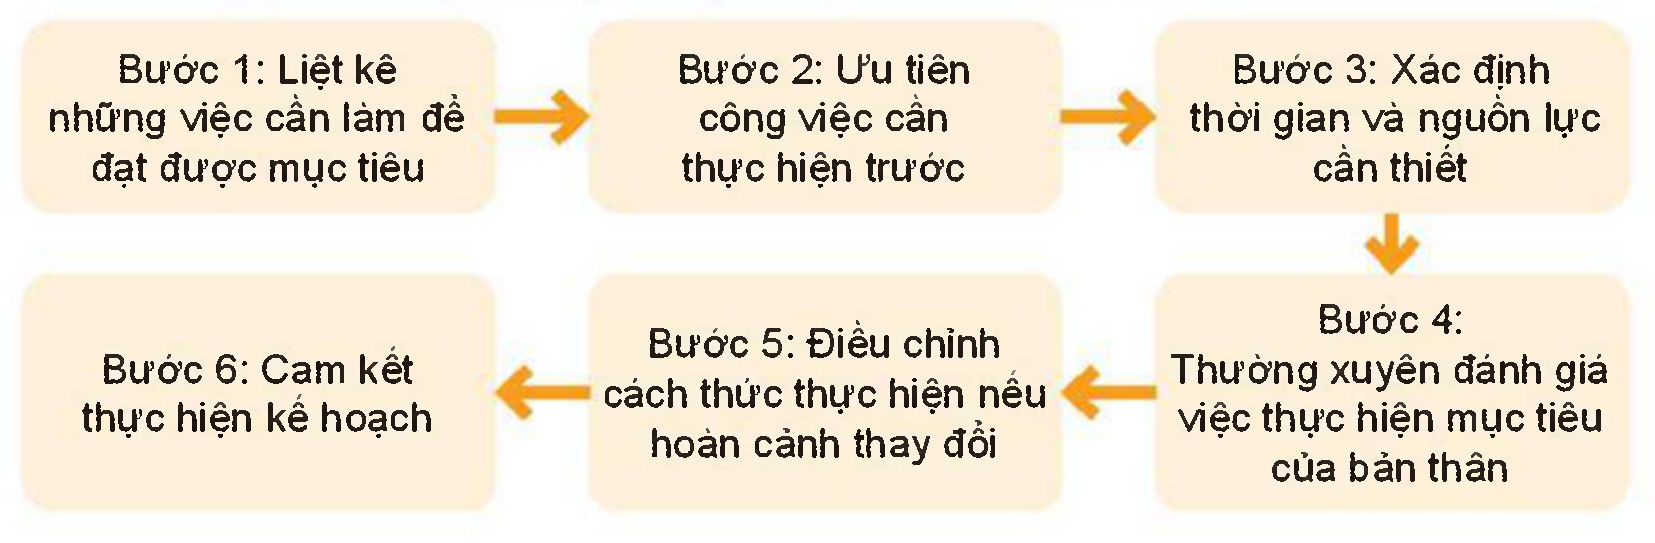 Bước 1: Liệt kê
những việc cần làm để
đạt được mục tiêu
Bước 2: Ưu tiên
công việc cần
thực hiện trước
Bước 3: Xác định
thời gian và nguồn lực
cần thiết
Bước 4:
Thường xuyên đánh giá
việc thực hiện mục tiêu
của bản thân
Bước 5: Điều chỉnh
cách thức thực hiện nếu
hoàn cảnh thay đổi
Bước 6: Cam kết
thực hiện kế hoạch